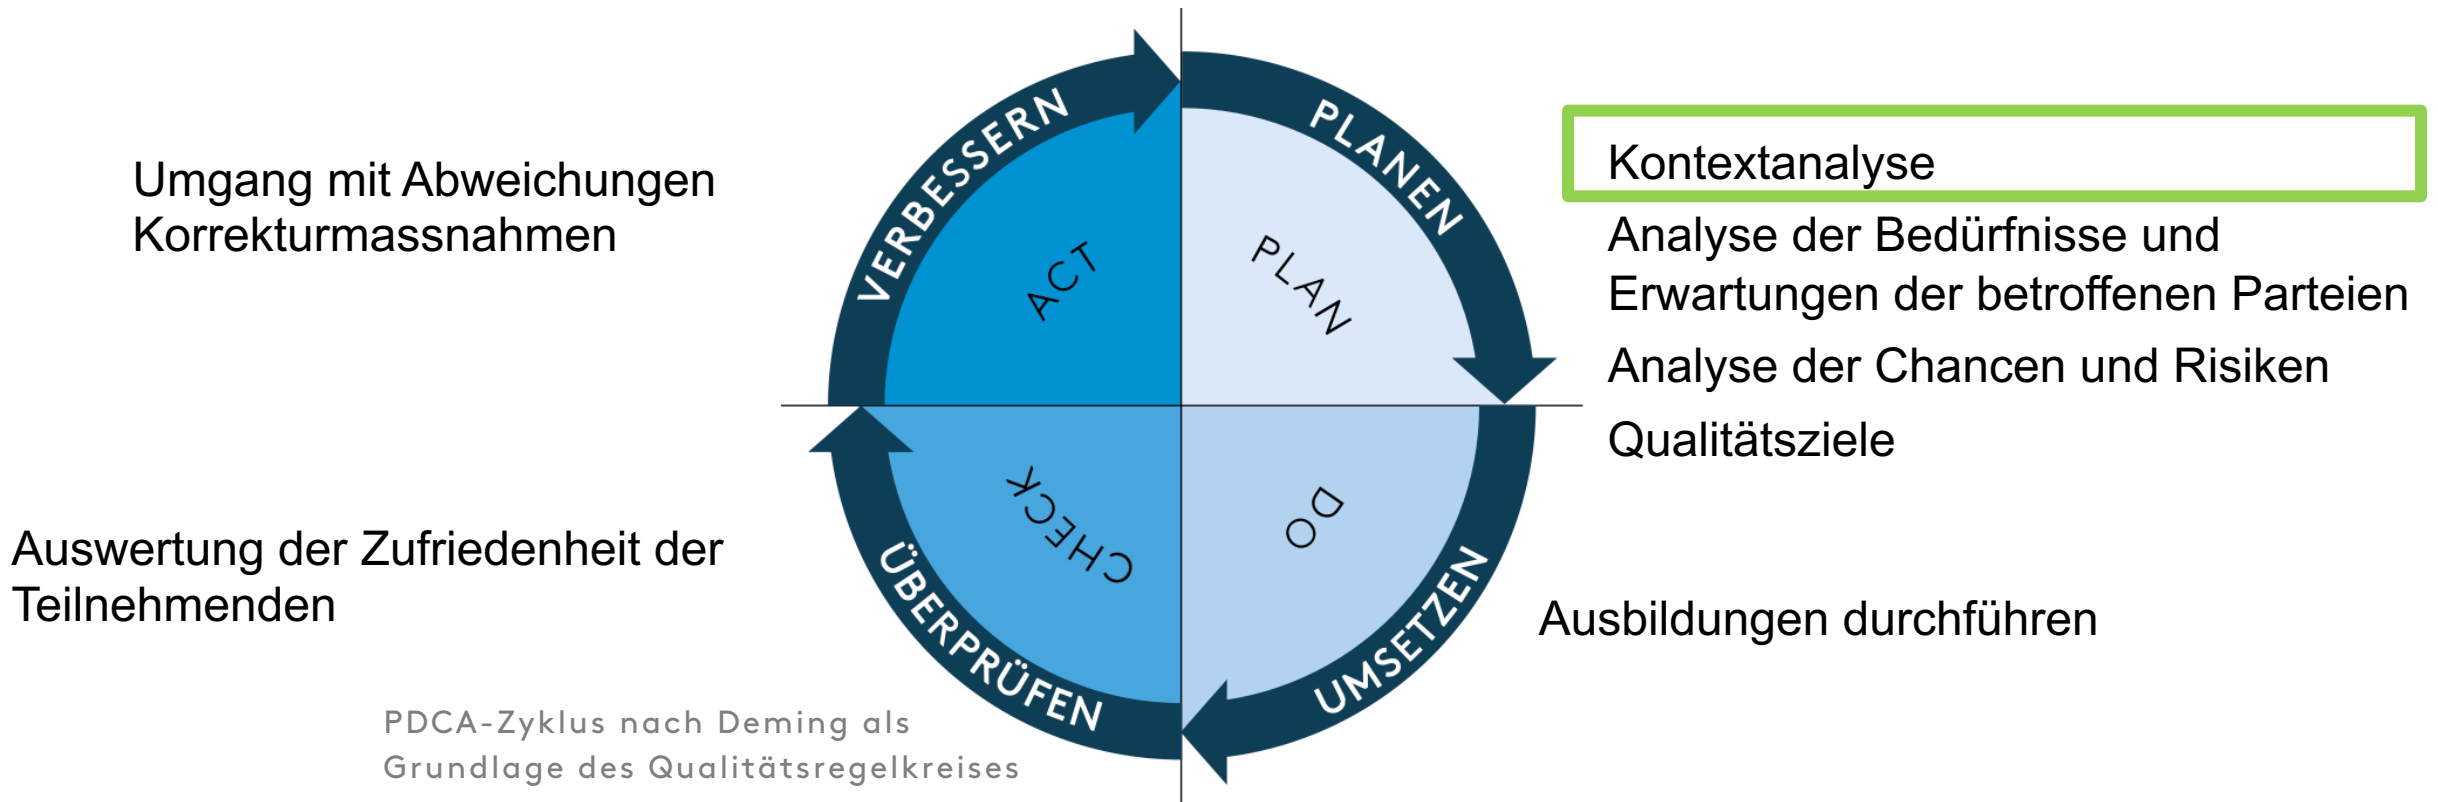 VERBESSERN
PLANEN
Umgang mit Abweichungen
Korrekturmassnahmen
ACT
PLAN
Kontextanalyse
Analyse der Bedürfnisse und
Erwartungen der betroffenen Parteien
Analyse der Chancen und Risiken
Qualitätsziele
CHECK
DO
Auswertung der Zufriedenheit der
Teilnehmenden
ÜBERPRÜFEN
UMSETZEN
Ausbildungen durchführen
PDCA-Zyklus nach Deming als
Grundlage des Qualitätsregelkreises